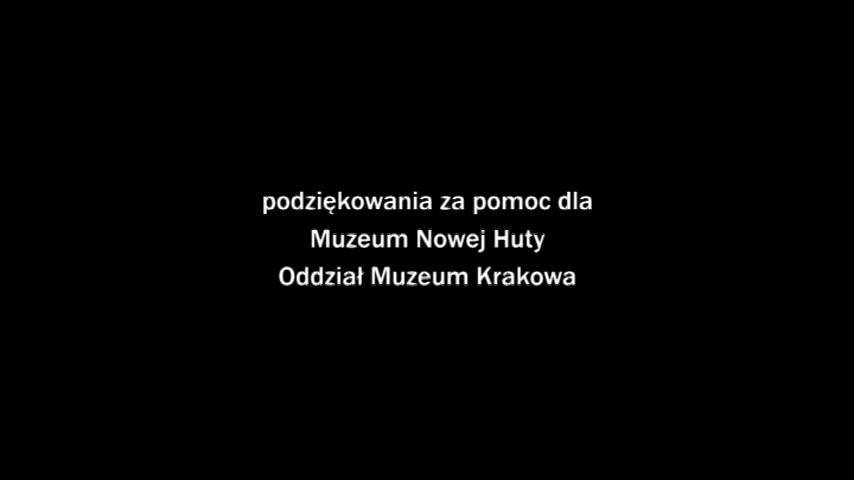 podziękowania za pomoc dla
Muzeum Nowej Huty
Oddział Muzeum Krakowa